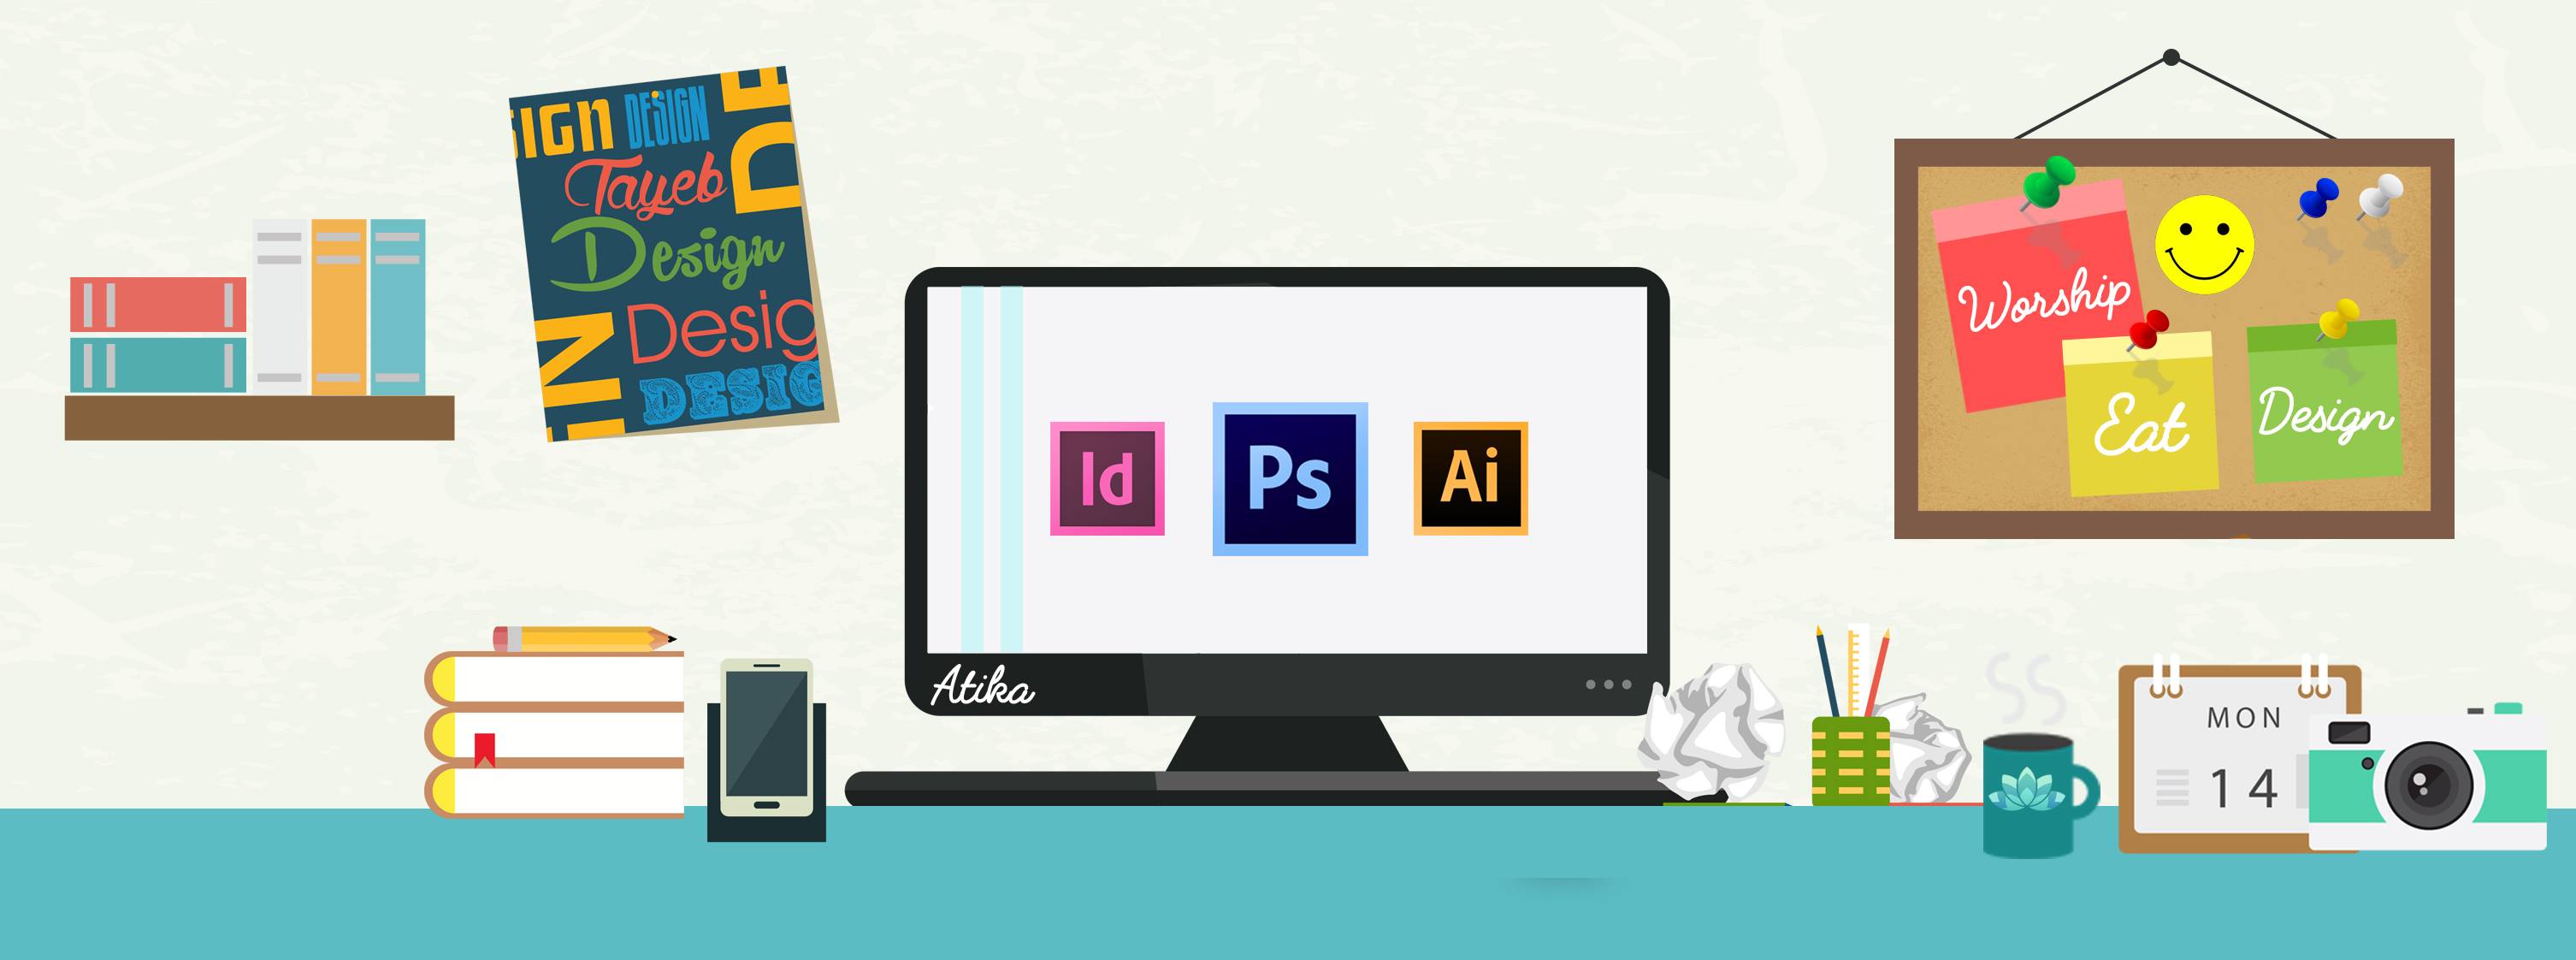 SIGN
DESIGN
DE
Tayeb
Design
IN
Desig
DESIG
Id
Ps
Ai
Atika
Worship
Eat
Design
MON
14